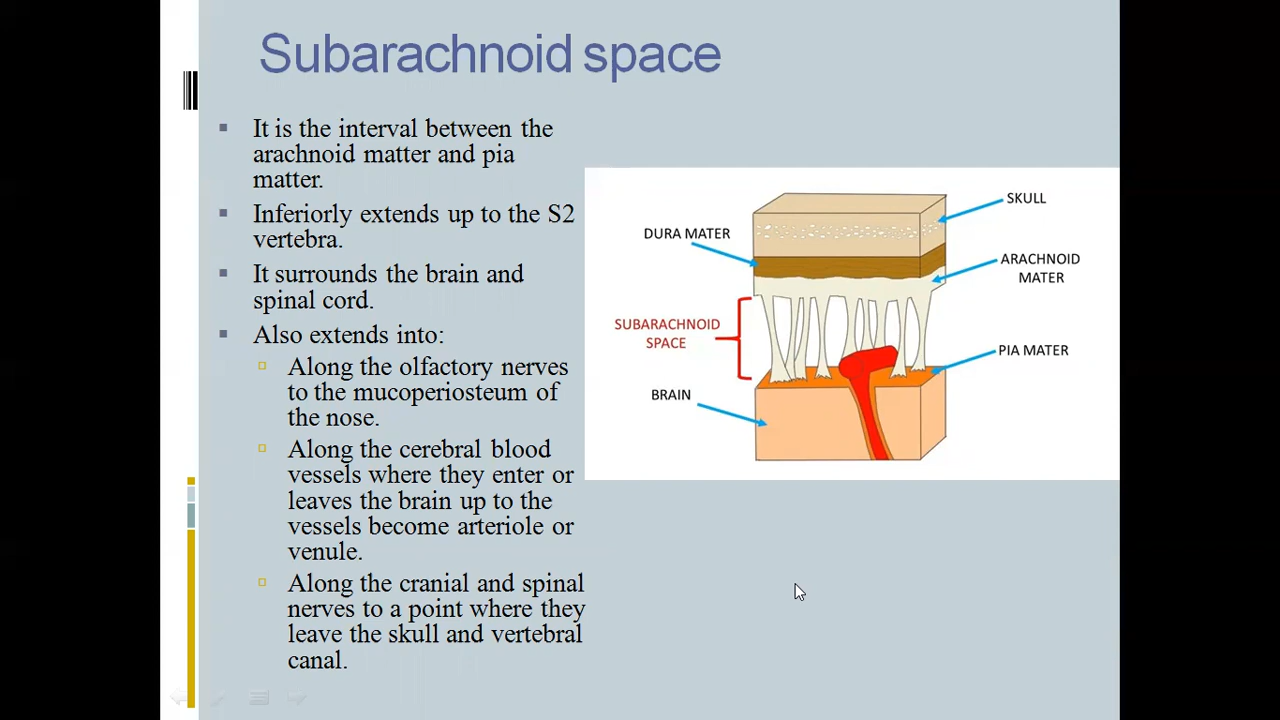 Subarachnoid space
It is the interval between the
arachnoid matter and pia
matter.
Inferiorly extends up to the S2
vertebra.
It surrounds the brain and
spinal cord.
Also extends into:
Along the olfactory nerves
to the mucoperiosteum of
the nose.
Along the cerebral blood
vessels where they enter or
leaves the brain up to the
vessels become arteriole or
venule.
Along the cranial and spinal
nerves to a point where they
leave the skull and vertebral
canal.
SKULL
DURA MATER
ARACHNOID
MATER
SUBARACHNOID
SPACE
PIA MATER
BRAIN